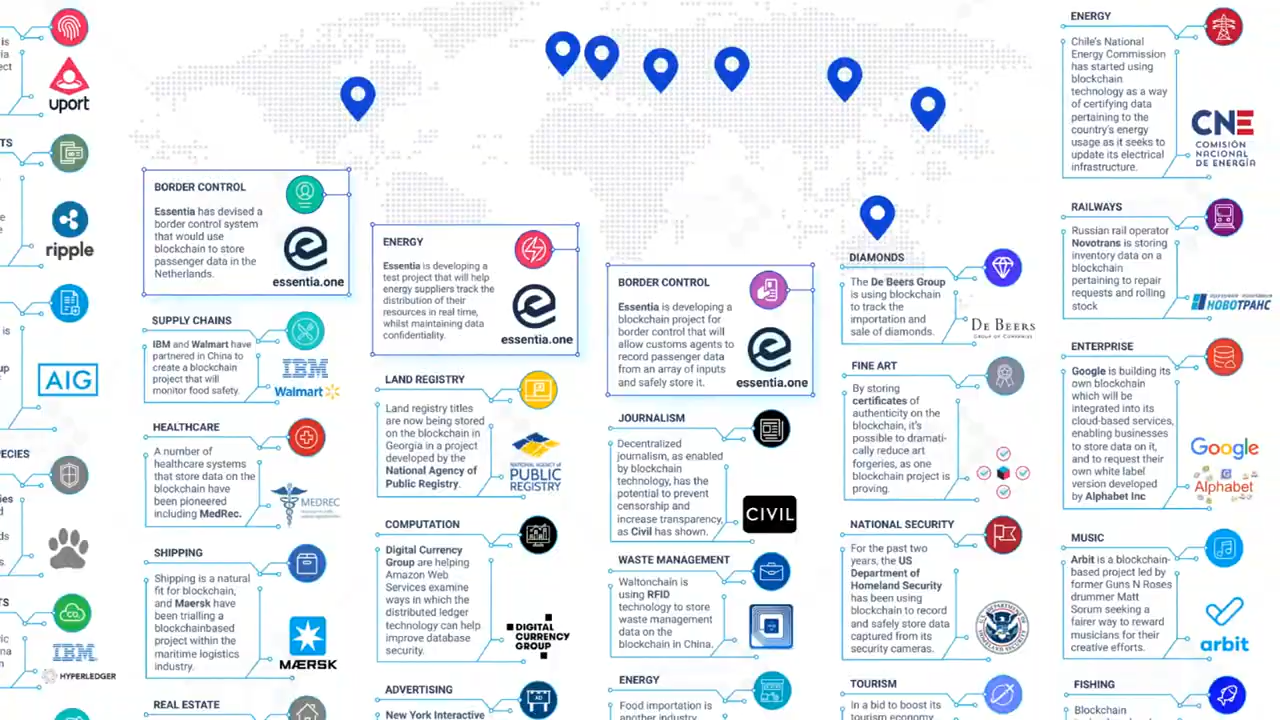 is
ia
ct
uport
TS
e
ripple
is
up
f
AIG
PECIES
ies
d
ds
s.
TS
ric
na
IBM
HYPERLEDGER
BORDER CONTROL
Essentia has devised a
border control system
that would use
blockchain to store
passenger data in the
Netherlands.
essentia.one
SUPPLY CHAINS
IBM and Walmart have
partnered in China to
create a blockchain
project that will
monitor food safety.
IBM
Walmart
HEALTHCARE
A number of
healthcare systems
that store data on the
blockchain have
been pioneered
including MedRec.
MEDREC
SHIPPING
Shipping is a natural
fit for blockchain,
and Maersk have
been trialling a
blockchainbased
project within the
maritime logistics
industry.
MÆRSK
REAL ESTATE
ENERGY
Essentia is developing a
test project that will help
energy suppliers track the
distribution of their
resources in real time,
whilst maintaining data
confidentiality.
essentia.one
LAND REGISTRY
Land registry titles
are now being stored
on the blockchain in
Georgia in a project
developed by the
National Agency of
Public Registry.
NATIONAL AGENCY OF
PUBLIC
REGISTRY
COMPUTATION
Digital Currency
Group are helping
Amazon Web
Services examine
ways in which the
distributed ledger
technology can help
improve database
security.
DIGITAL
CURRENCY
GROUP
ADVERTISING
New York Interactive
BORDER CONTROL
Essentia is developing a
blockchain project for
border control that will
allow customs agents to
record passenger data
from an array of inputs
and safely store it.
essentia.one
JOURNALISM
Decentralized
journalism, as enabled
by blockchain
technology, has the
potential to prevent
censorship and
increase transparency,
as Civil has shown.
CIVIL
WASTE MANAGEMENT
Waltonchain is
using RFID
technology to store
waste management
data on the
blockchain in China.
ENERGY
Food importation is
another industry
DIAMONDS
The De Beers Group
is using blockchain
to track the
importation and
sale of diamonds.
DE BEERS
GROUP OF COMPANIES
FINE ART
By storing
certificates of
authenticity on the
blockchain, it's
possible to dramati-
cally reduce art
forgeries, as one
blockchain project is
proving.
NATIONAL SECURITY
For the past two
years, the US
Department of
Homeland Security
has been using
blockchain to record
and safely store data
captured from its
security cameras.
TOURISM
In a bid to boost its
tourism economy,
ENERGY
Chile's National
Energy Commission
has started using
blockchain
technology as a way
of certifying data
pertaining to the
country's energy
usage as it seeks to
update its electrical
infrastructure.
CNE
COMISIÓN
NACIONAL
DE ENERGÍA
RAILWAYS
Russian rail operator
Novotrans is storing
inventory data on a
blockchain
pertaining to repair
requests and rolling
stock
НОВОТРАНС
ENTERPRISE
Google is building its
own blockchain
which will be
integrated into its
cloud-based services,
enabling businesses
to store data on it,
and to request their
own white label
version developed
by Alphabet Inc
Google
Alphabet
MUSIC
Arbit is a blockchain-
based project led by
former Guns N Roses
drummer Matt
Sorum seeking a
fairer way to reward
musicians for their
creative efforts.
arbit
FISHING
Blockchain